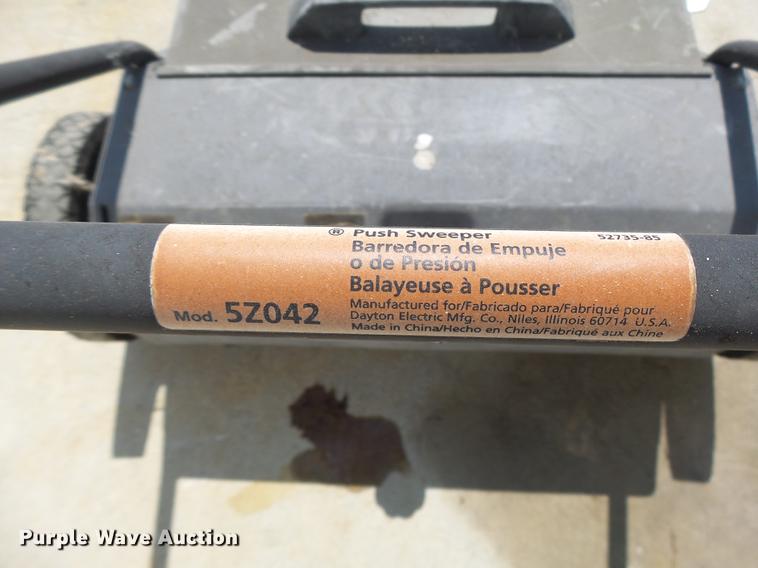 ® Push Sweeper 52735-85
Barredora de Empuje
o de Presión
Balayeuse à Pousser
Mod. 5Z042
Manufactured for/Fabricado para/Fabriqué pour
Dayton Electric Mfg. Co., Niles, Illinois 60714 U.S.A.
Made in China/Hecho en China/Fabriqué aux Chine
Purple Wave Auction